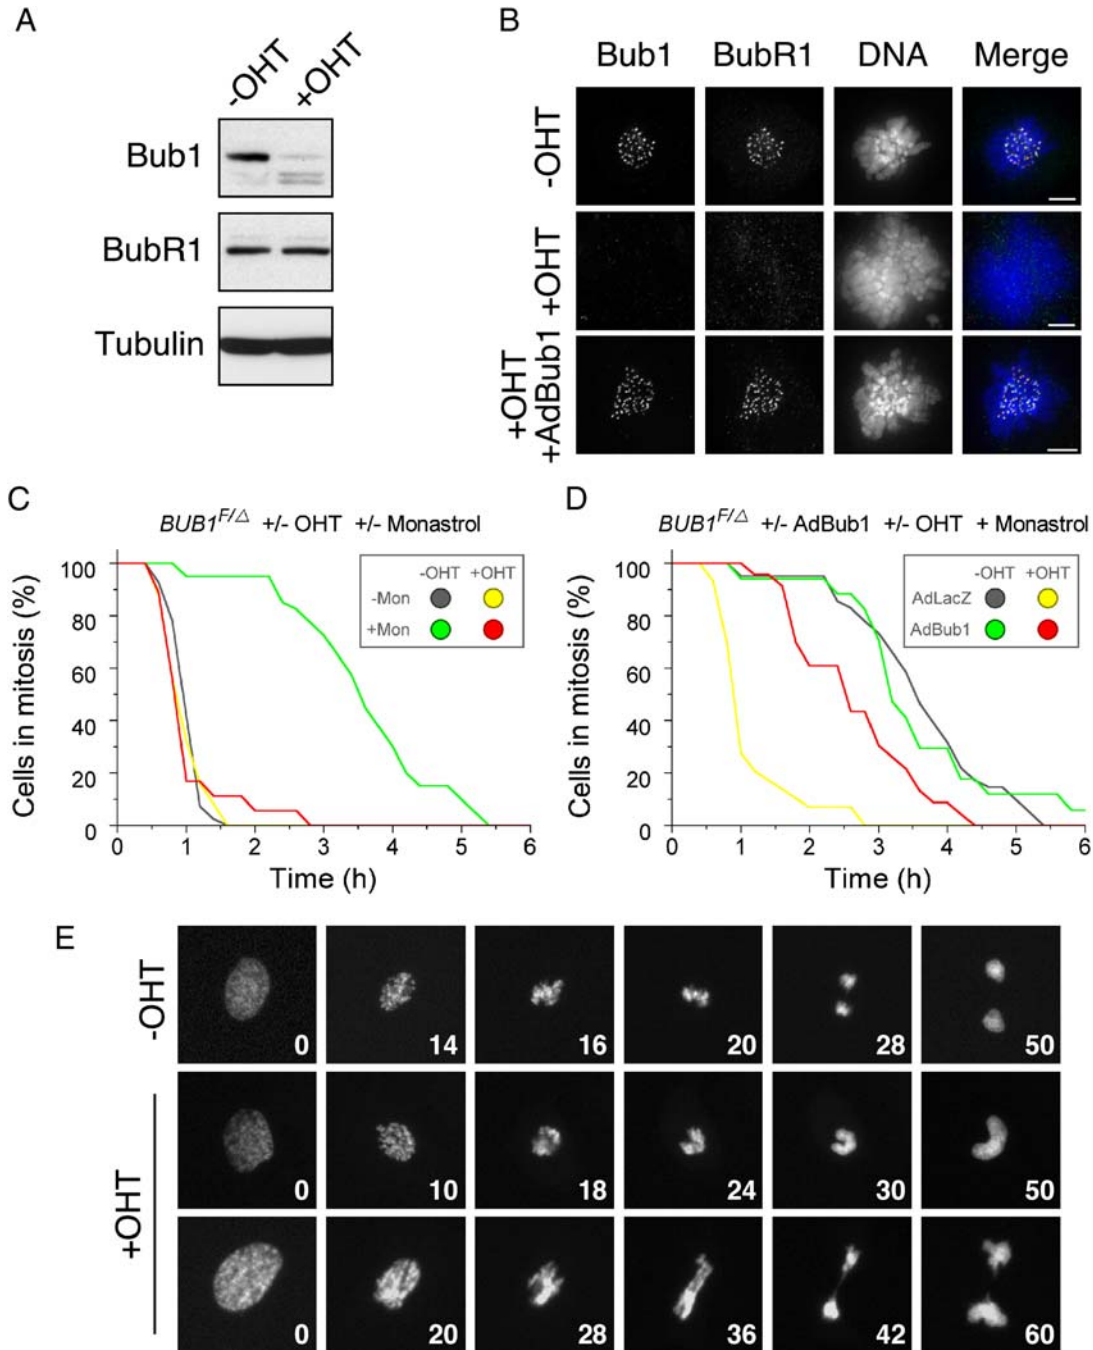 A
-OHT
+OHT
Bub1
BubR1
Tubulin
B
Bub1 BubR1 DNA Merge
-OHT
+OHT
+OHT
+AdBub1
C
BUB1F/△ +/- OHT +/- Monastrol
Cells in mitosis (%)
100
80
60
40
20
0
-OHT +OHT
-Mon
+Mon
0 1 2 3 4 5 6
Time (h)
D
BUB1F/△ +/- AdBub1 +/- OHT + Monastrol
Cells in mitosis (%)
100
80
60
40
20
0
-OHT +OHT
AdLacZ
AdBub1
0 1 2 3 4 5 6
Time (h)
E
-OHT
0 14 16 20 28 50
+OHT
0 10 18 24 30 50
0 20 28 36 42 60